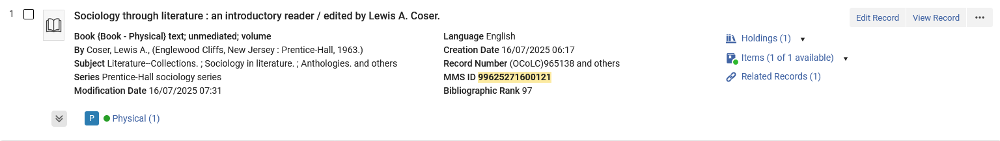 1
Sociology through literature : an introductory reader / edited by Lewis A. Coser.
Edit Record
View Record
Book {Book - Physical} text; unmediated; volume
By Coser, Lewis A., (Englewood Cliffs, New Jersey : Prentice-Hall, 1963.)
Subject Literature--Collections. ; Sociology in literature. ; Anthologies. and others
Series Prentice-Hall sociology series
Modification Date 16/07/2025 07:31
Language English
Creation Date 16/07/2025 06:17
Record Number (OCoLC)965138 and others
MMS ID 99625271600121
Bibliographic Rank 97
Holdings (1)
Items (1 of 1 available)
Related Records (1)
P Physical (1)